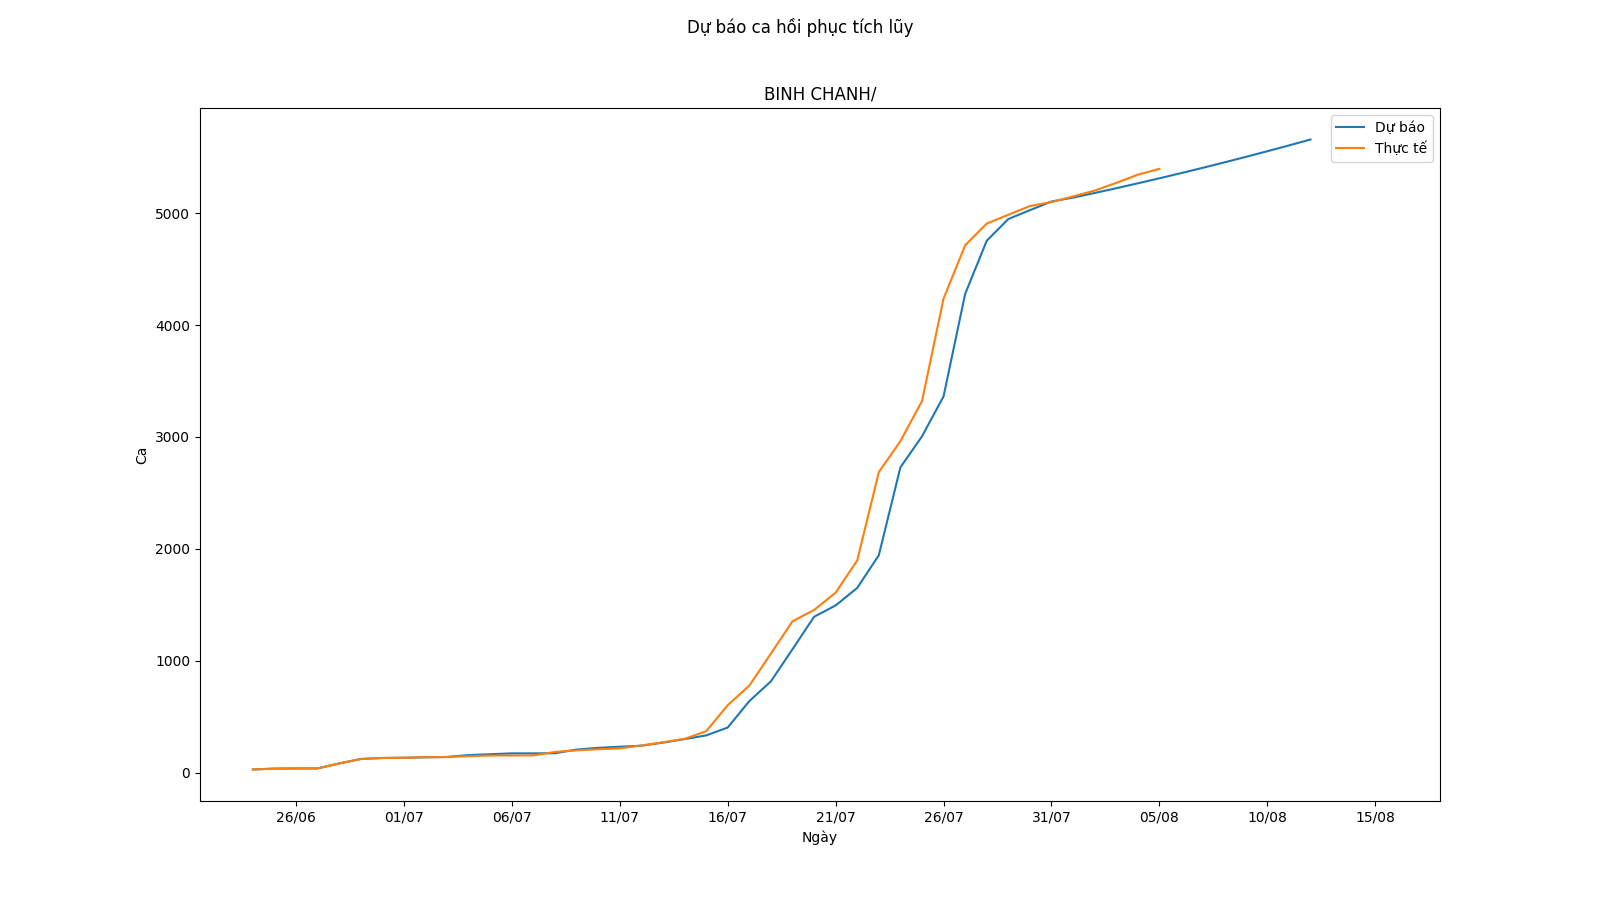 Dự báo ca hồi phục tích lũy
BINH CHANH/
Dự báo
Thực tế
5000
4000
3000
2000
1000
0
Ca
26/06 01/07 06/07 11/07 16/07 21/07 26/07 31/07 05/08 10/08 15/08
Ngày